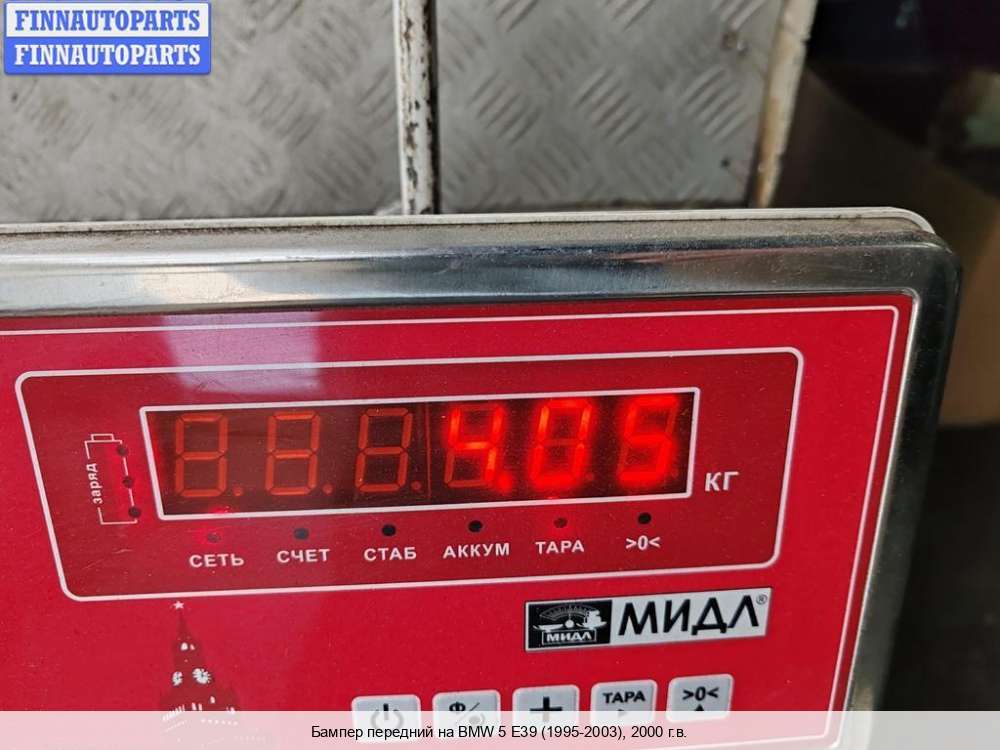 FINNAUTOPARTS
FINNAUTOPARTS
заряд
4.05 КГ
СЕТЬ СЧЕТ СТАБ АККУМ ТАРА >0<
МИДЛ МИДЛ®
ТАРА >0<
Бампер передний на BMW 5 E39 (1995-2003), 2000 г.в.